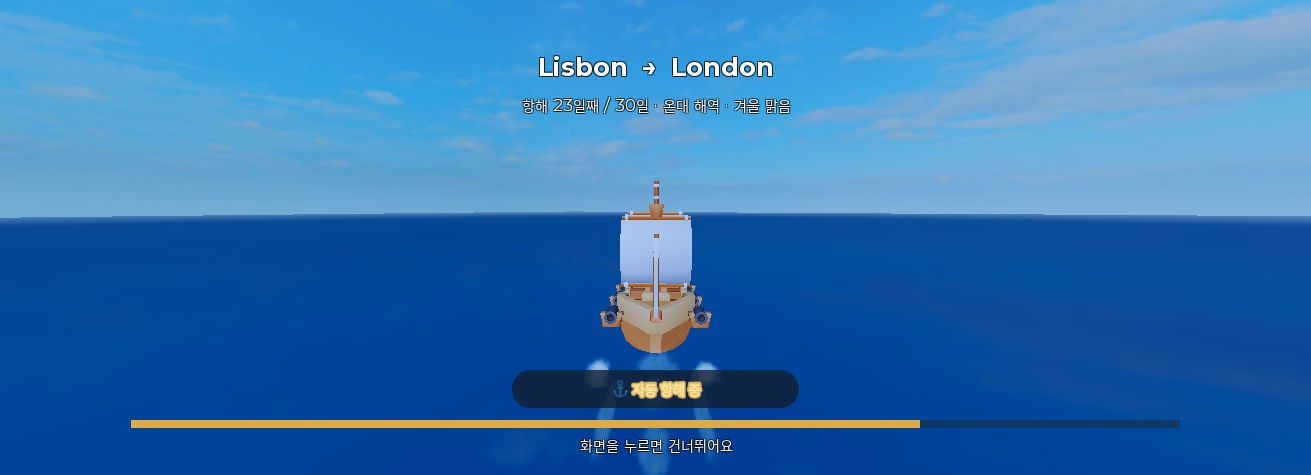 Lisbon → London
항해 23일째 / 30일 · 온대 해역 · 겨울 맑음
⚓ 자동 항해 중
화면을 누르면 건너뛰어요